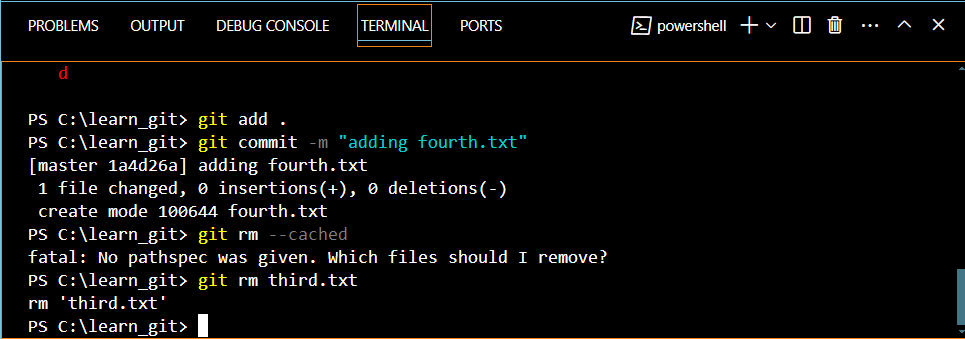 PROBLEMS OUTPUT DEBUG CONSOLE TERMINAL PORTS powershell
d
PS C:\learn_git> git add .
PS C:\learn_git> git commit -m "adding fourth.txt"
[master 1a4d26a] adding fourth.txt
 1 file changed, 0 insertions(+), 0 deletions(-)
 create mode 100644 fourth.txt
PS C:\learn_git> git rm --cached
fatal: No pathspec was given. Which files should I remove?
PS C:\learn_git> git rm third.txt
rm 'third.txt'
PS C:\learn_git>